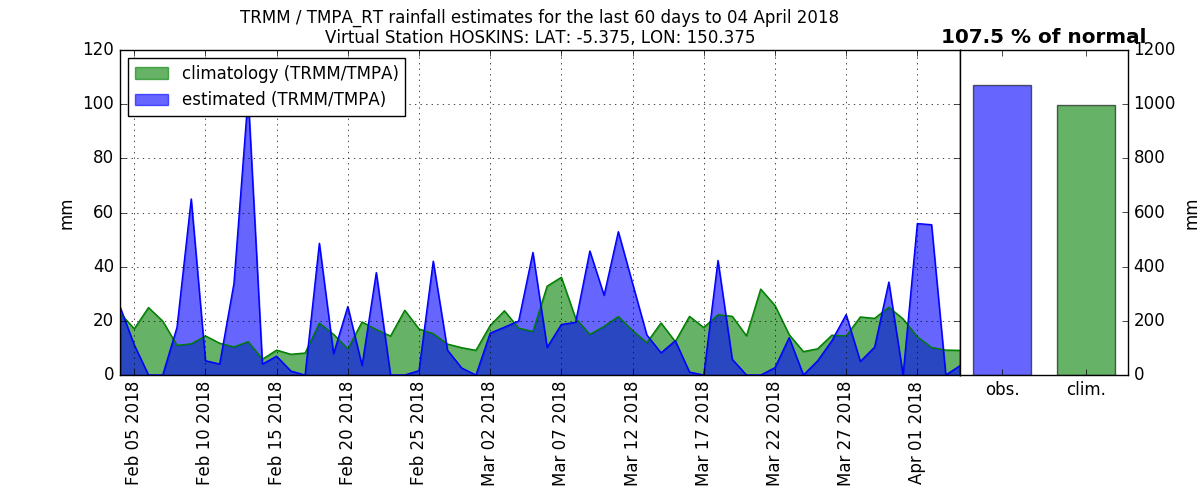 TRMM / TMPA_RT rainfall estimates for the last 60 days to 04 April 2018
Virtual Station HOSKINS: LAT: -5.375, LON: 150.375
107.5 % of normal
climatology (TRMM/TMPA)
estimated (TRMM/TMPA)
mm
120
100
80
60
40
20
0
1200
1000
800
600
400
200
0
mm
Feb 05 2018
Feb 10 2018
Feb 15 2018
Feb 20 2018
Feb 25 2018
Mar 02 2018
Mar 07 2018
Mar 12 2018
Mar 17 2018
Mar 22 2018
Mar 27 2018
Apr 01 2018
obs.
clim.